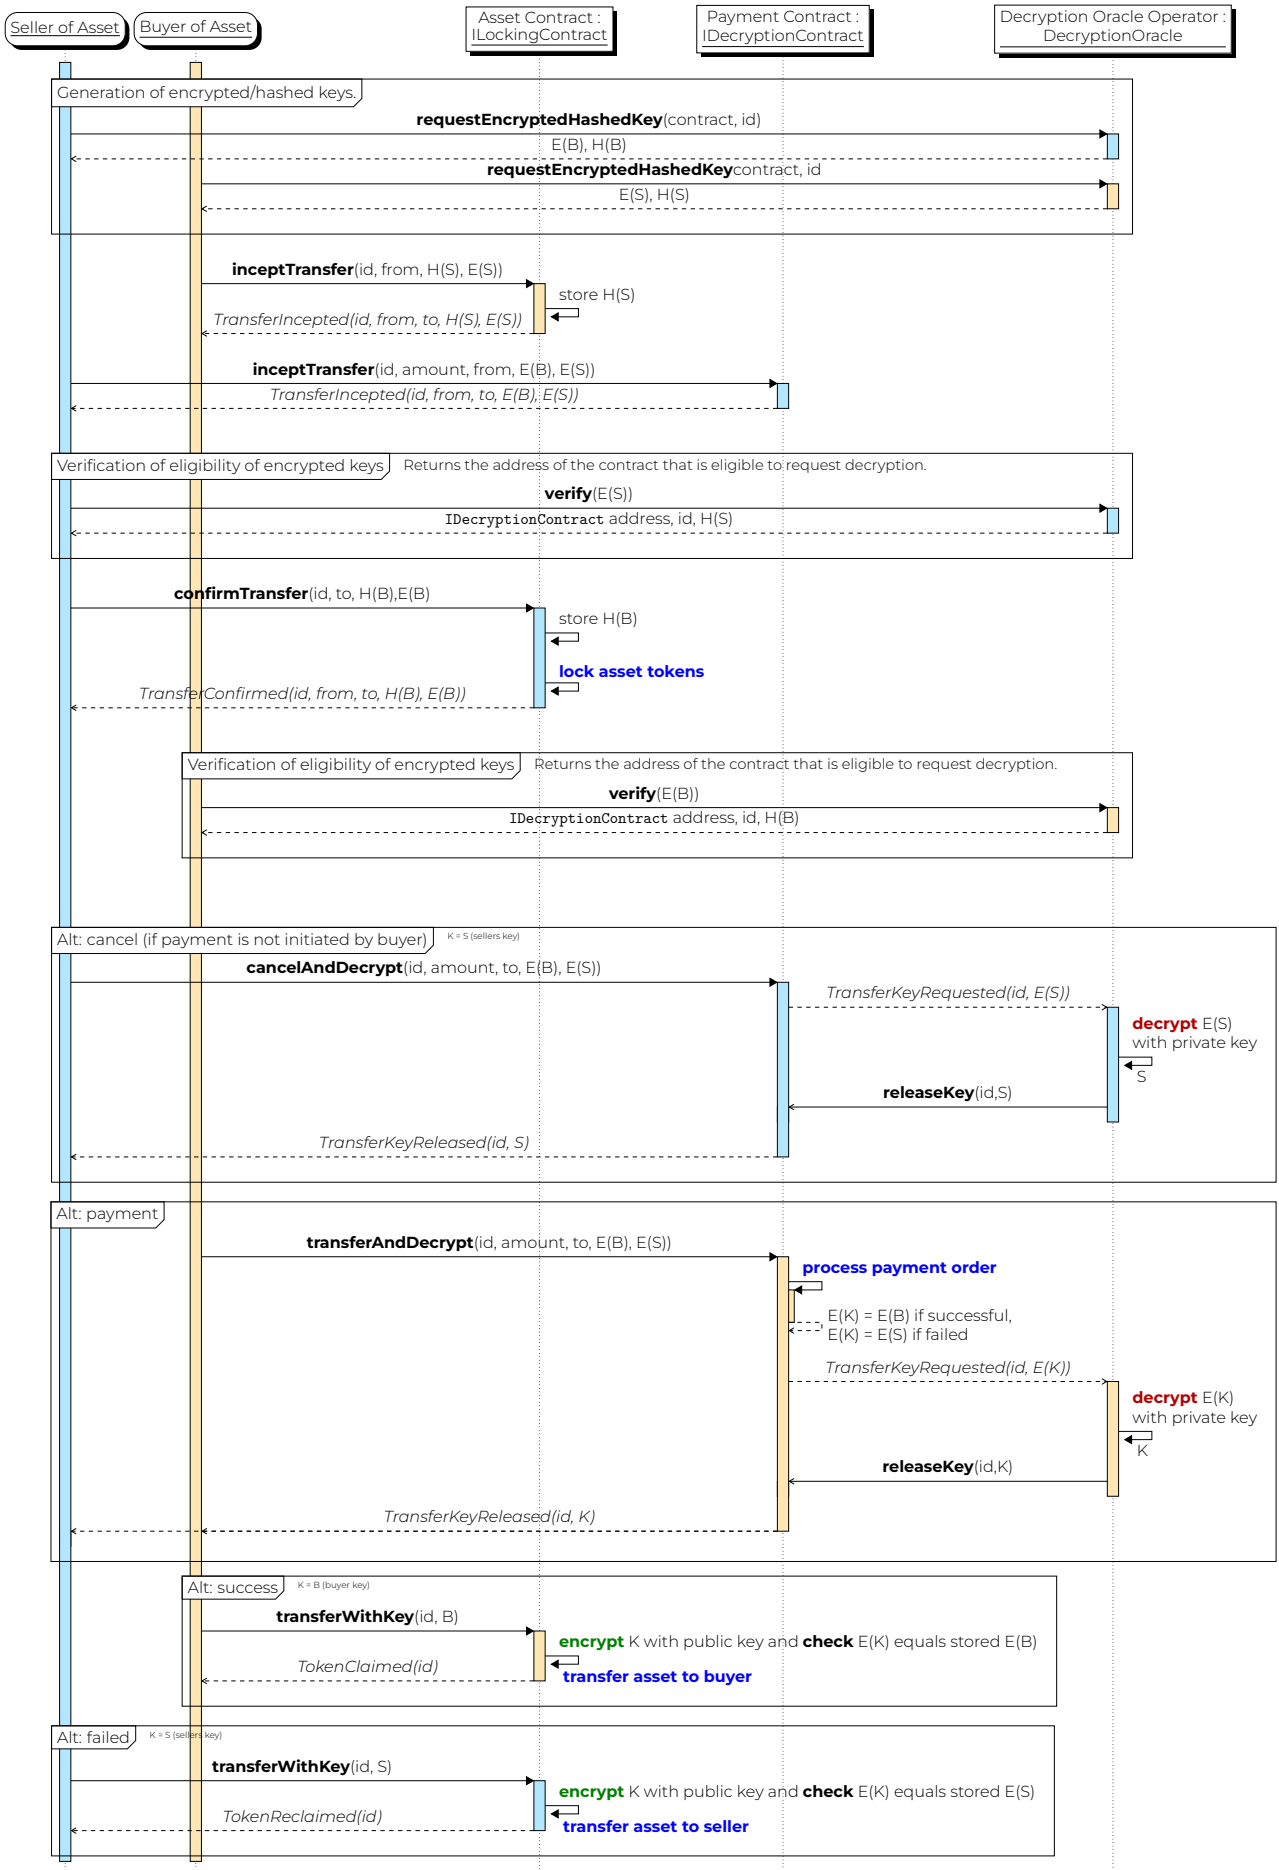 Seller of Asset
Buyer of Asset
Asset Contract :
ILockingContract
Payment Contract :
IDecryptionContract
Decryption Oracle Operator :
DecryptionOracle
Generation of encrypted/hashed keys.
requestEncryptedHashedKey(contract, id)
E(B), H(B)
requestEncryptedHashedKeycontract, id
E(S), H(S)
inceptTransfer(id, from, H(S), E(S))
store H(S)
TransferIncepted(id, from, to, H(S), E(S))
inceptTransfer(id, amount, from, E(B), E(S))
TransferIncepted(id, from, to, E(B), E(S))
Verification of eligibility of encrypted keys
Returns the address of the contract that is eligible to request decryption.
verify(E(S))
IDecryptionContract address, id, H(S)
confirmTransfer(id, to, H(B),E(B)
store H(B)
lock asset tokens
TransferConfirmed(id, from, to, H(B), E(B))
Verification of eligibility of encrypted keys
Returns the address of the contract that is eligible to request decryption.
verify(E(B))
IDecryptionContract address, id, H(B)
Alt: cancel (if payment is not initiated by buyer)
K = S (sellers key)
cancelAndDecrypt(id, amount, to, E(B), E(S))
TransferKeyRequested(id, E(S))
decrypt E(S)
with private key
S
releaseKey(id,S)
TransferKeyReleased(id, S)
Alt: payment
transferAndDecrypt(id, amount, to, E(B), E(S))
process payment order
E(K) = E(B) if successful,
E(K) = E(S) if failed
TransferKeyRequested(id, E(K))
decrypt E(K)
with private key
K
releaseKey(id,K)
TransferKeyReleased(id, K)
Alt: success
K = B (buyer key)
transferWithKey(id, B)
encrypt K with public key and check E(K) equals stored E(B)
TokenClaimed(id)
transfer asset to buyer
Alt: failed
K = S (sellers key)
transferWithKey(id, S)
encrypt K with public key and check E(K) equals stored E(S)
TokenReclaimed(id)
transfer asset to seller